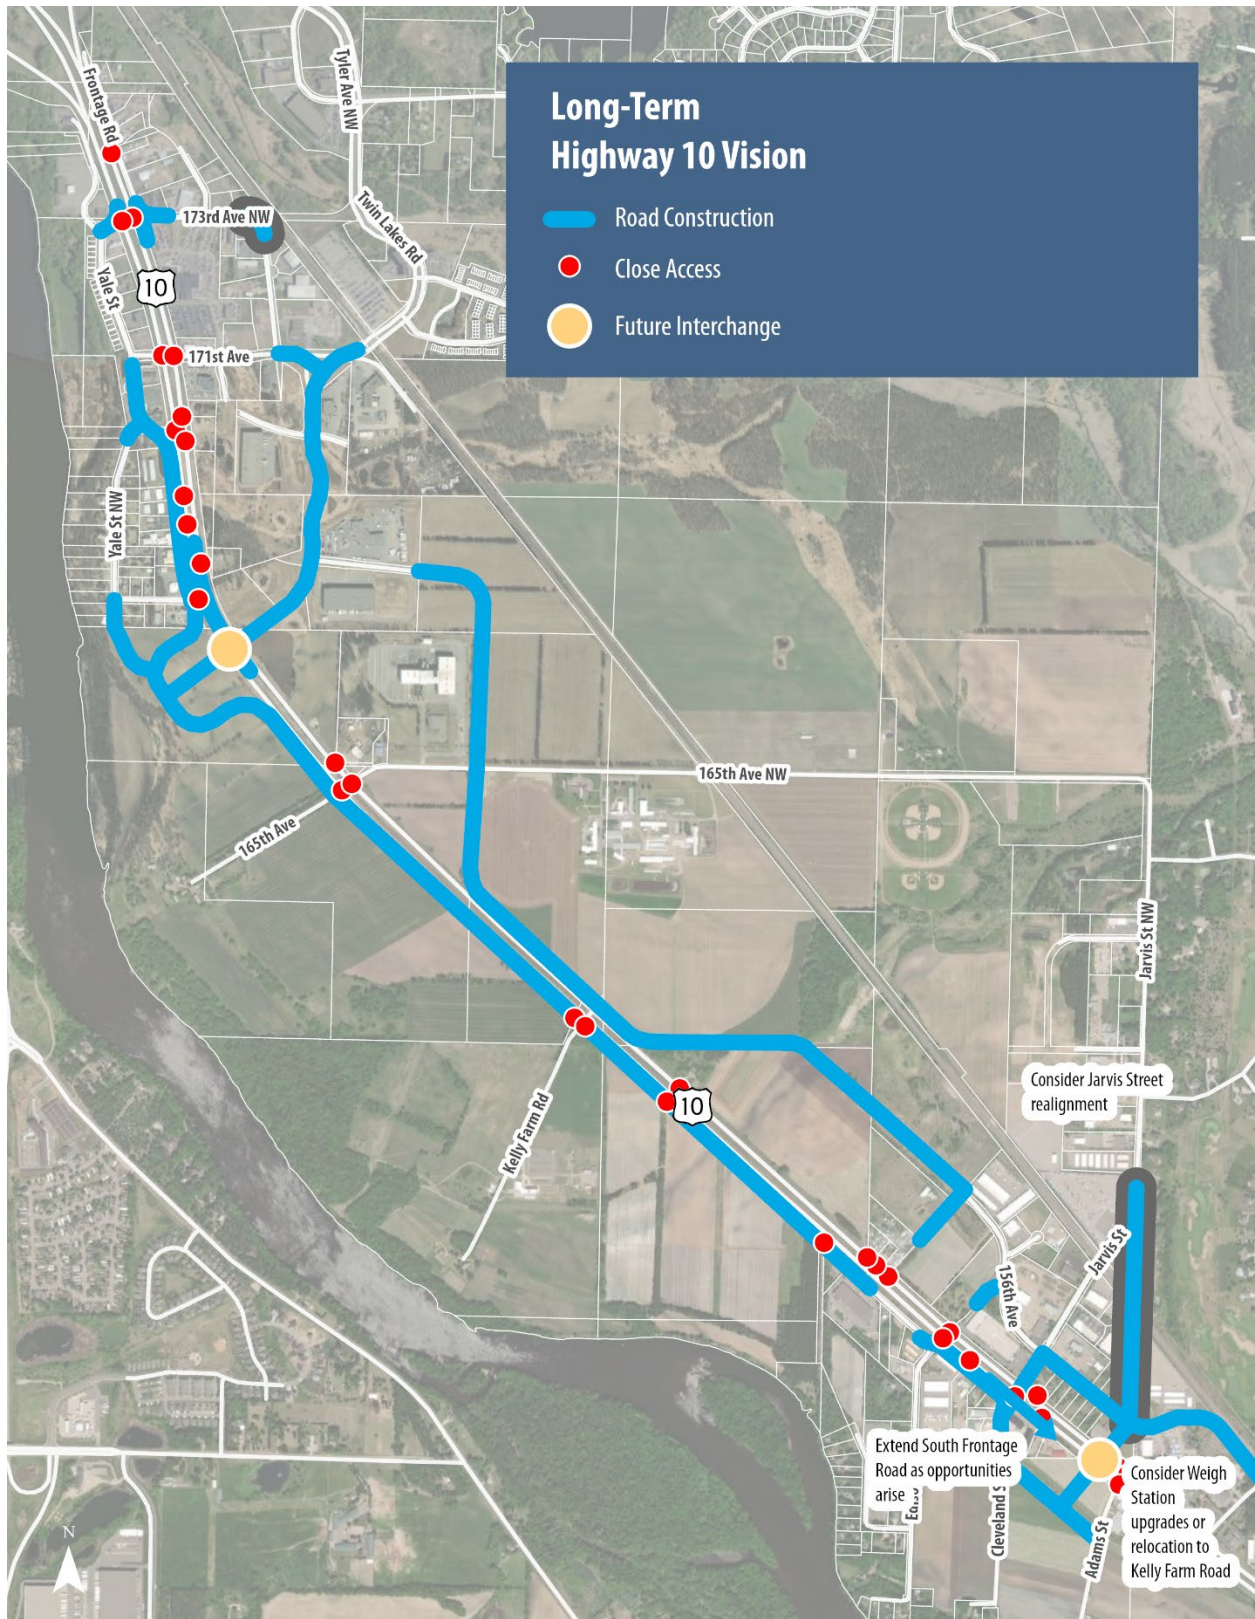 Long-Term
Highway 10 Vision
Road Construction
Close Access
Future Interchange
Frontage Rd
Tyler Ave NW
173rd Ave NW
Twin Lakes Rd
Yale St
10
171st Ave
Yale St NW
165th Ave NW
165th Ave
Jarvis St NW
Kelly Farm Rd
10
Consider Jarvis Street
realignment
Jarvis St
156th Ave
Extend South Frontage
Road as opportunities
arise
Cleveland S
Adams St
Consider Weigh
Station
upgrades or
relocation to
Kelly Farm Road
N